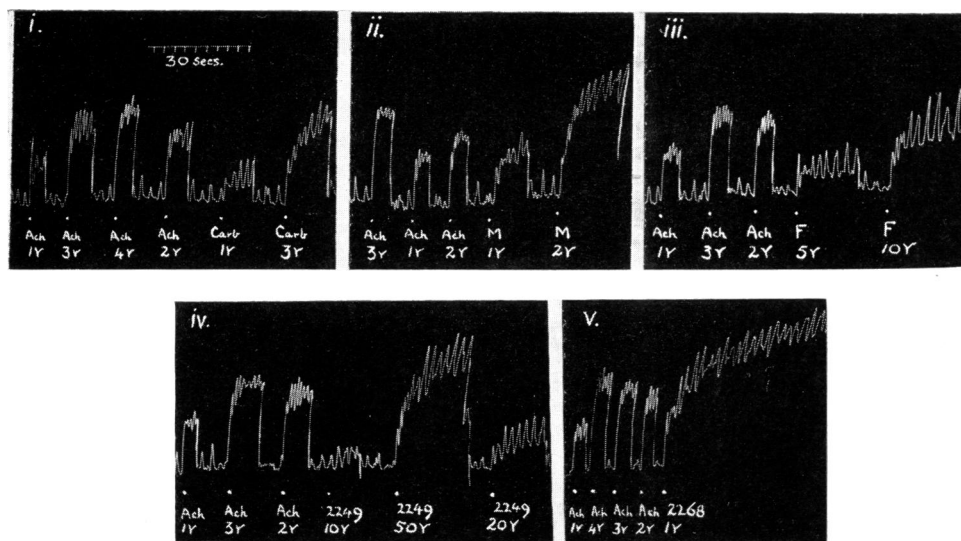 i.
30 secs.
Ach Ach Ach Ach Carb Carb
1γ 3γ 4γ 2γ 1γ 3γ
ii.
Ach Ach Ach M M
3γ 1γ 2γ 1γ 2γ
iii.
Ach Ach Ach F F
1γ 3γ 2γ 5γ 10γ
iv.
Ach Ach Ach 2249 2249 2249
1γ 3γ 2γ 10γ 50γ 20γ
v.
Ach Ach Ach Ach 2268
1γ 4γ 3γ 2γ 1γ